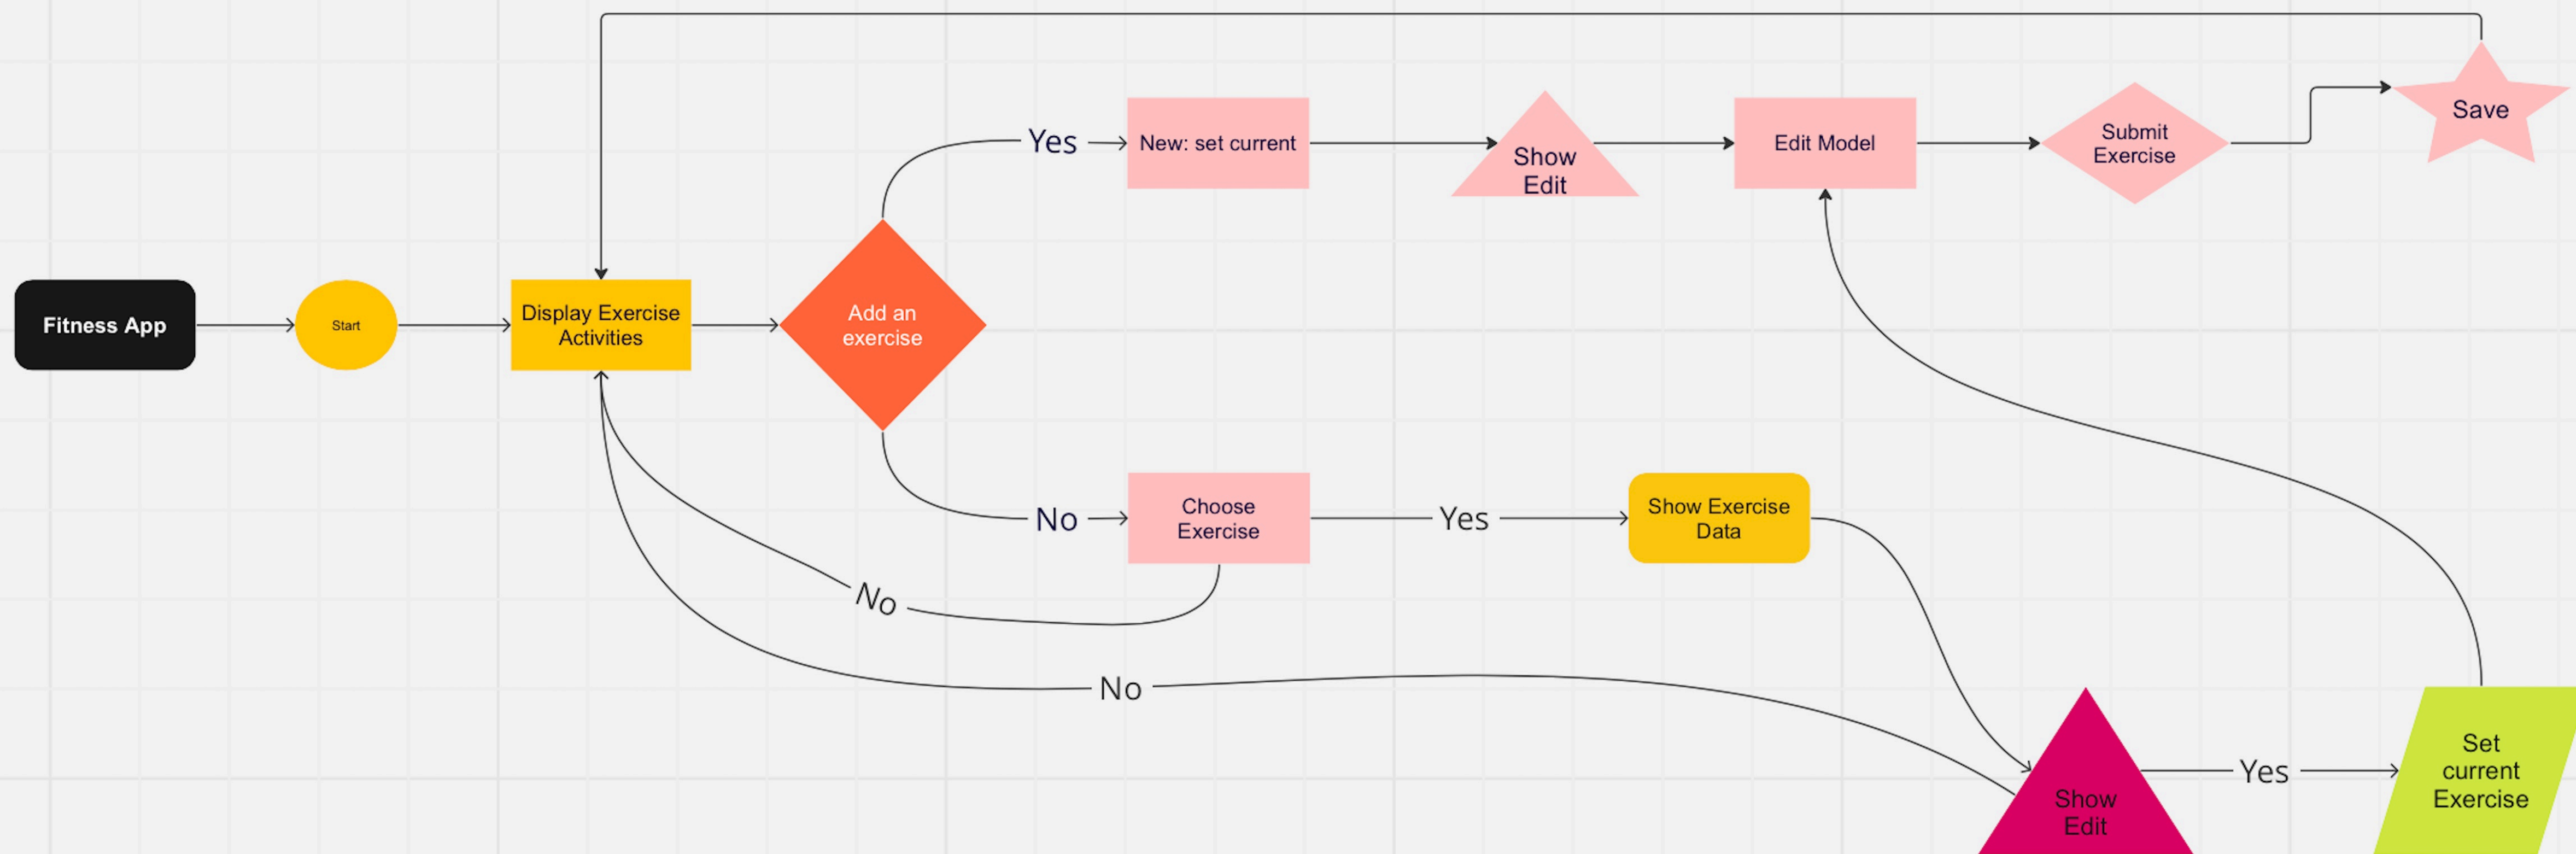 Yes
New: set current
Show
Edit
Edit Model
Submit
Exercise
Save
Fitness App
Start
Display Exercise
Activities
Add an
exercise
No
Choose
Exercise
Yes
Show Exercise
Data
No
No
Show
Edit
Yes
Set
current
Exercise